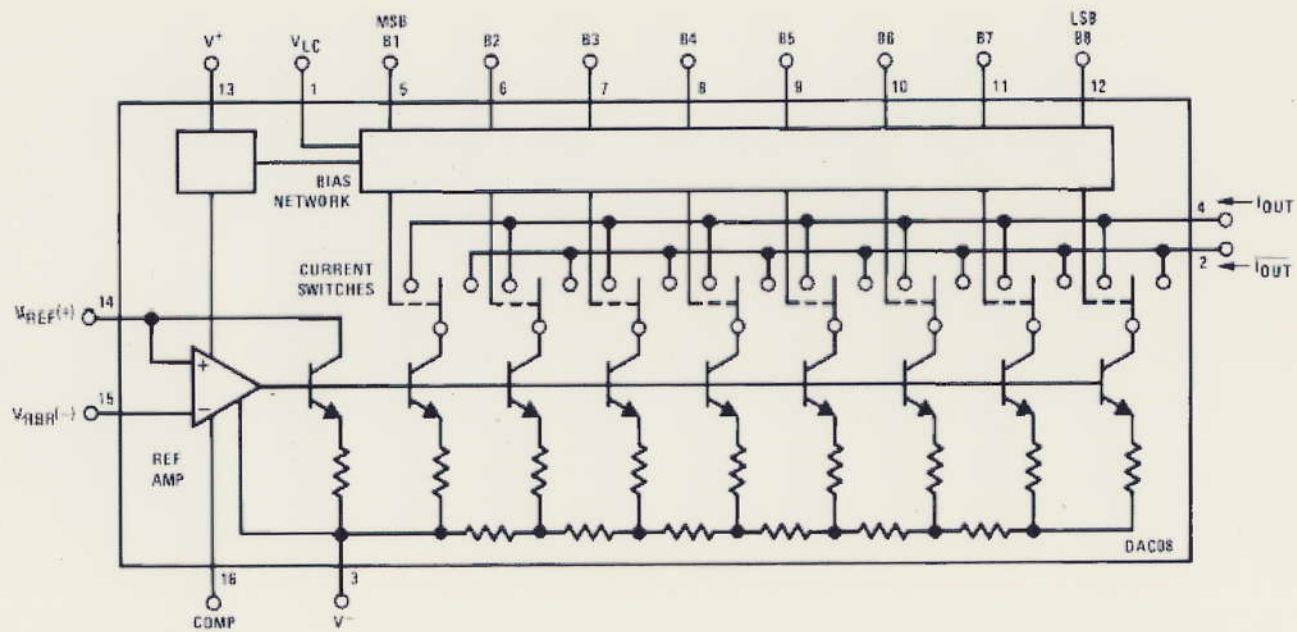 MSB
LSB
V+
VLC
B1
B2
B3
B4
B5
B6
B7
B8
13
1
5
6
7
8
9
10
11
12
BIAS
NETWORK
4
IOUT
CURRENT
SWITCHES
2
IOUT
14
VREF(+)
+
15
−
REF
AMP
DAC08
16
3
COMP
V−